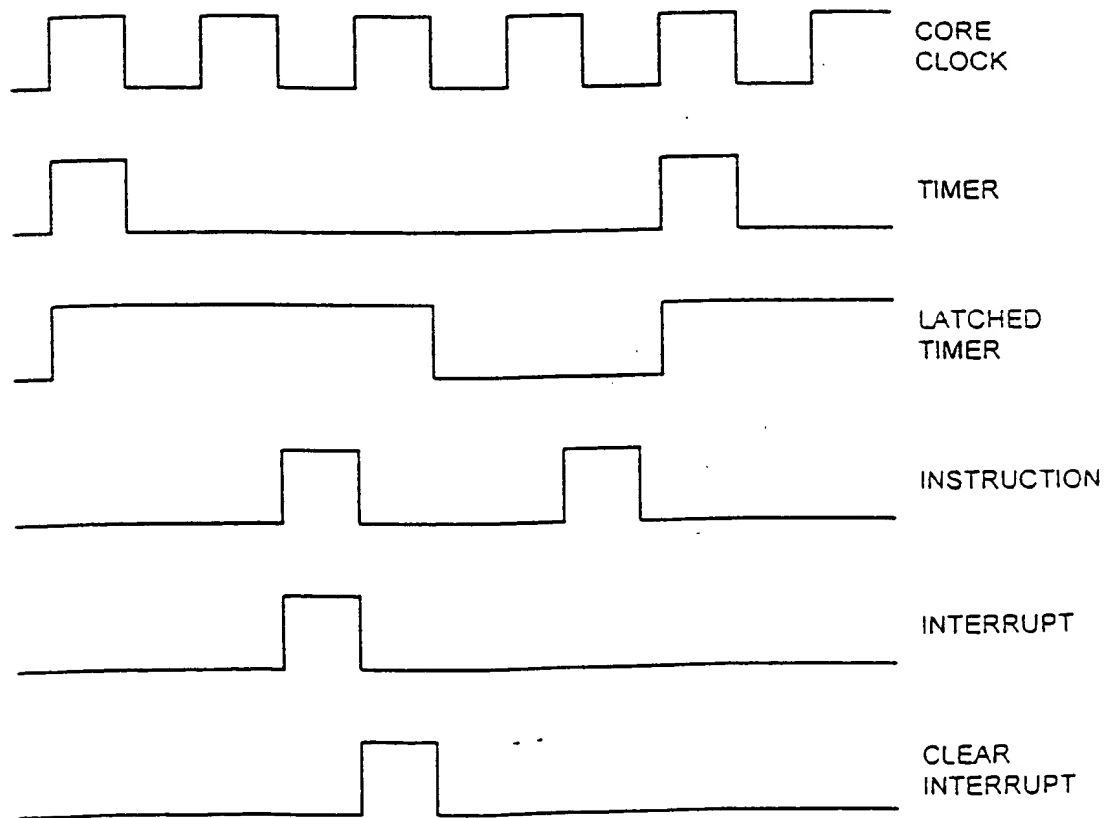 CORE
CLOCK
TIMER
LATCHED
TIMER
INSTRUCTION
INTERRUPT
CLEAR
INTERRUPT